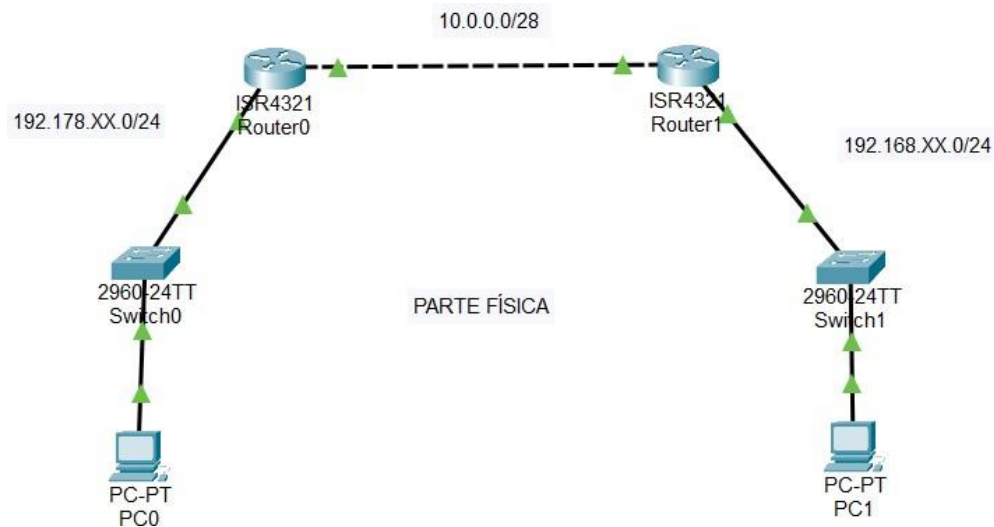 10.0.0.0/28
ISR4321
Router0
ISR4321
Router1
192.178.XX.0/24
192.168.XX.0/24
2960-24TT
Switch0
PARTE FÍSICA
2960-24TT
Switch1
PC-PT
PC0
PC-PT
PC1